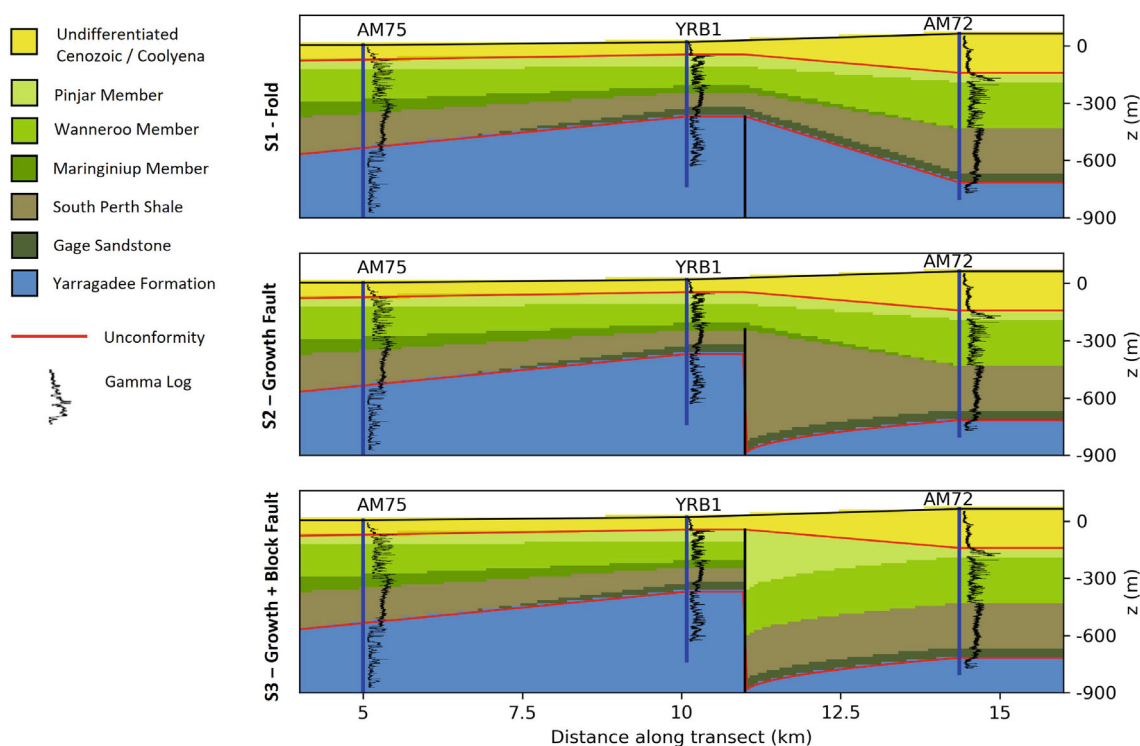 Undifferentiated
Cenozoic / Coolyena
Pinjar Member
Wanneroo Member
Maringiniup Member
South Perth Shale
Gage Sandstone
Yarragadee Formation
Unconformity
Gamma Log
S1 - Fold
AM75
YRB1
AM72
0
-300
-600
-900
z (m)
S2 – Growth Fault
AM75
YRB1
AM72
0
-300
-600
-900
z (m)
S3 – Growth + Block Fault
AM75
YRB1
AM72
0
-300
-600
-900
z (m)
5 7.5 10 12.5 15
Distance along transect (km)